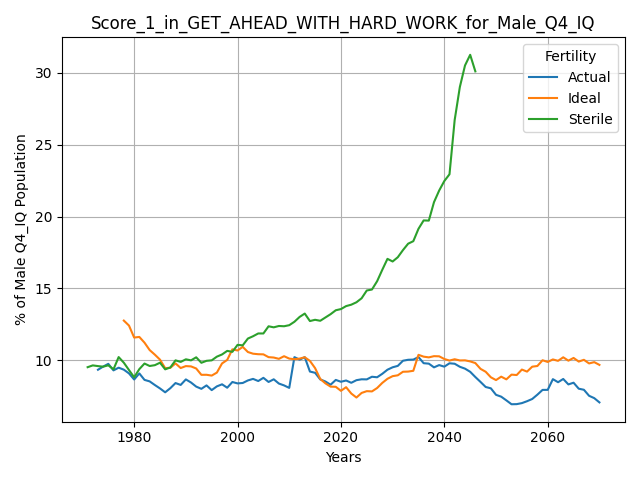 Score_1_in_GET_AHEAD_WITH_HARD_WORK_for_Male_Q4_IQ
% of Male Q4_IQ Population
30
25
20
15
10
Fertility
Actual
Ideal
Sterile
1980
2000
2020
2040
2060
Years